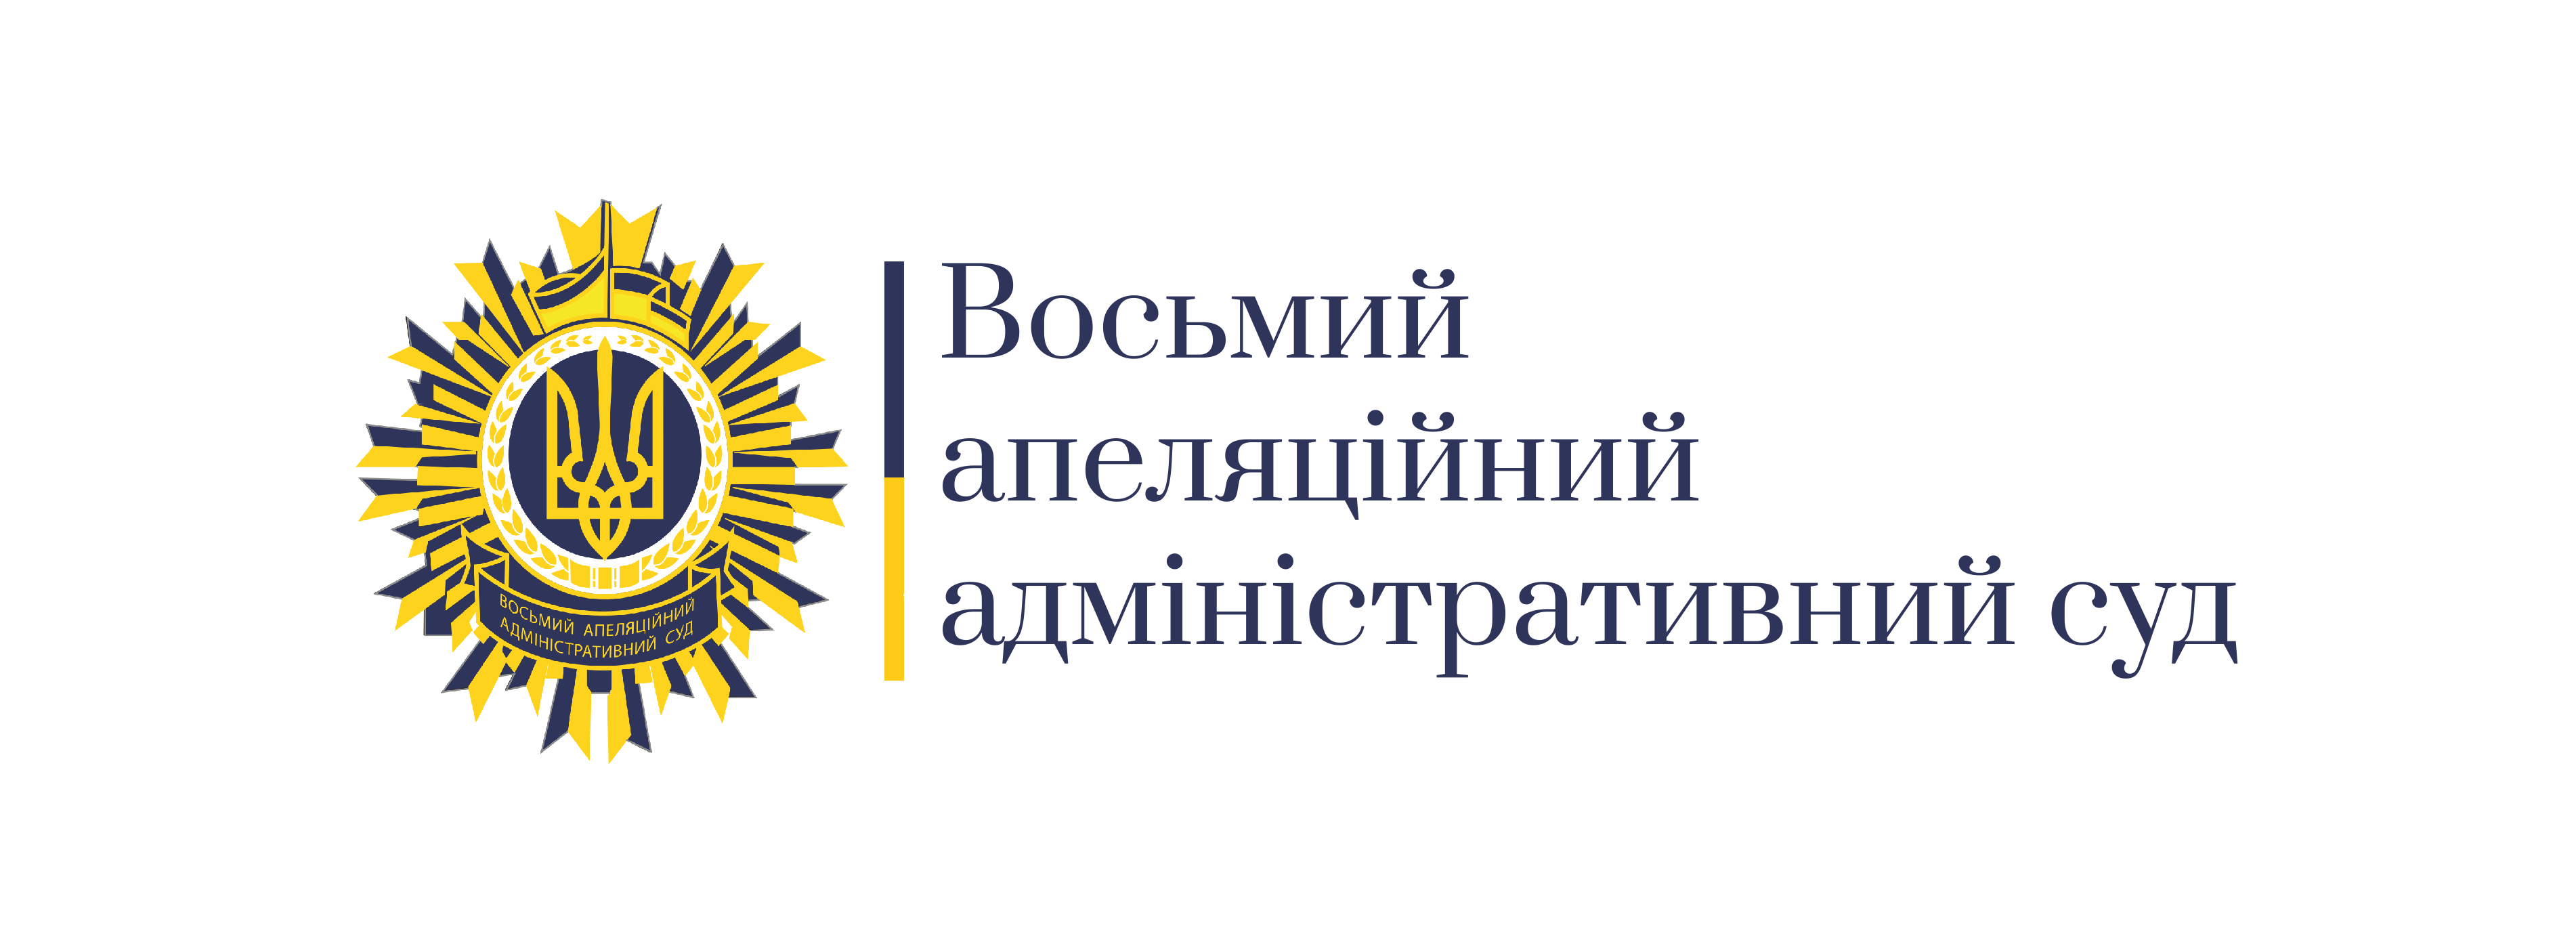 ВОСЬМИЙ АПЕЛЯЦІЙНИЙ
АДМІНІСТРАТИВНИЙ СУД
Восьмий
апеляційний
адміністративний суд